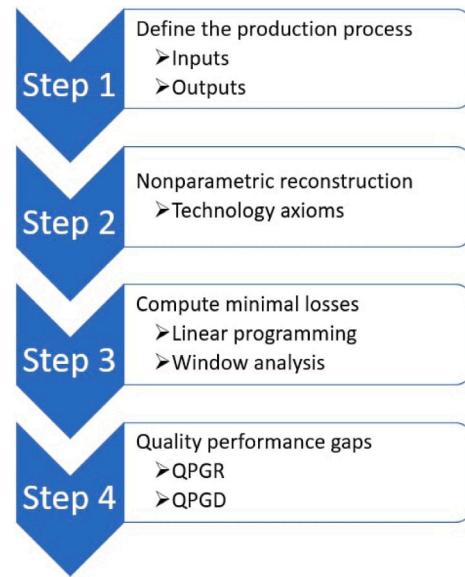 Step 1
Define the production process
➢Inputs
➢Outputs
Step 2
Nonparametric reconstruction
➢Technology axioms
Step 3
Compute minimal losses
➢Linear programming
➢Window analysis
Step 4
Quality performance gaps
➢QPGR
➢QPGD